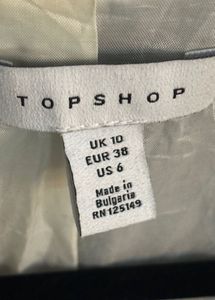 TOPSHOP
UK 10
EUR 38
US 6
Made in
Bulgaria
RN125149